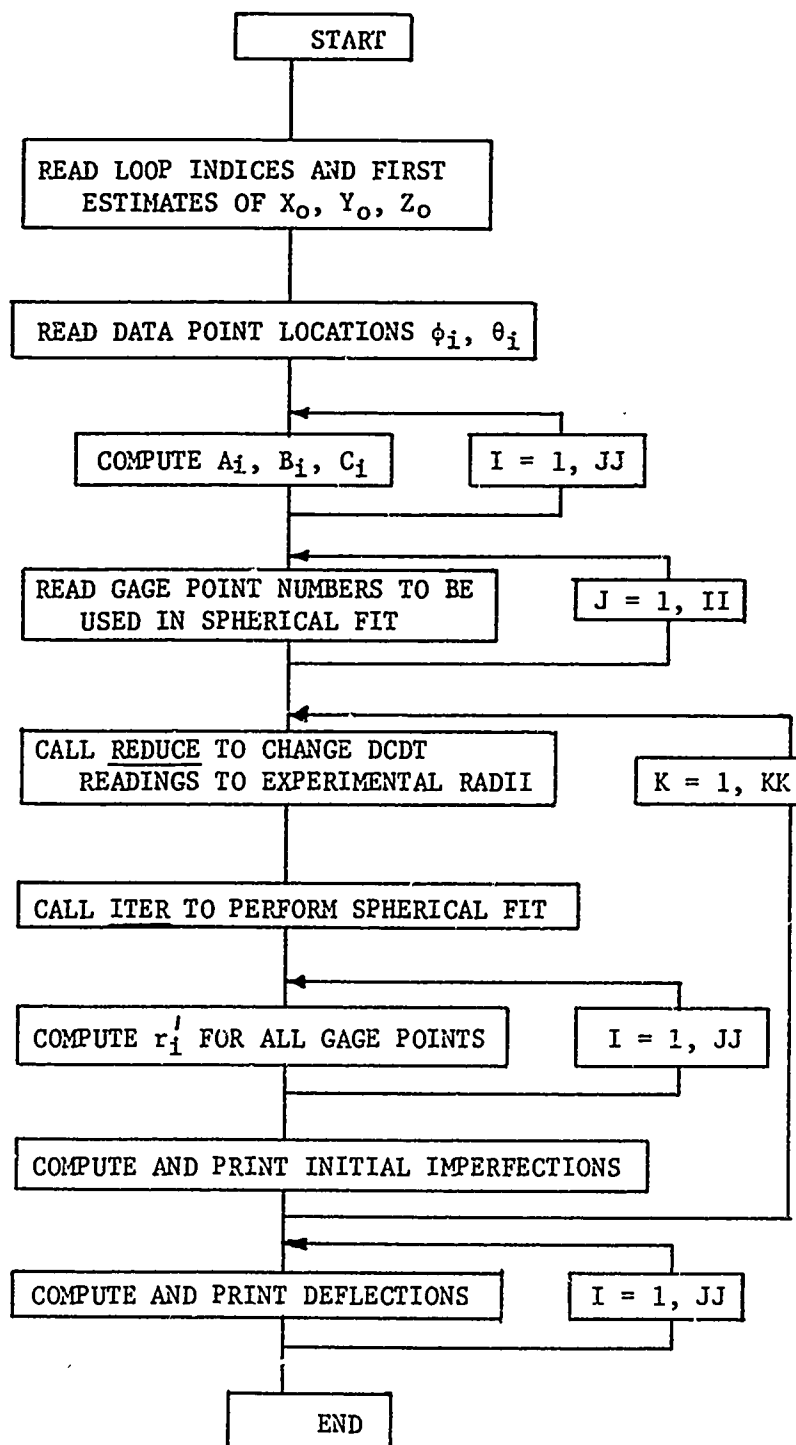 START
READ LOOP INDICES AND FIRST
ESTIMATES OF X₀, Y₀, Z₀
READ DATA POINT LOCATIONS ϕᵢ, θᵢ
COMPUTE Aᵢ, Bᵢ, Cᵢ
I = 1, JJ
READ GAGE POINT NUMBERS TO BE
USED IN SPHERICAL FIT
J = 1, II
CALL REDUCE TO CHANGE DCDT
READINGS TO EXPERIMENTAL RADII
K = 1, KK
CALL ITER TO PERFORM SPHERICAL FIT
COMPUTE rᵢ′ FOR ALL GAGE POINTS
I = 1, JJ
COMPUTE AND PRINT INITIAL IMPERFECTIONS
COMPUTE AND PRINT DEFLECTIONS
I = 1, JJ
END